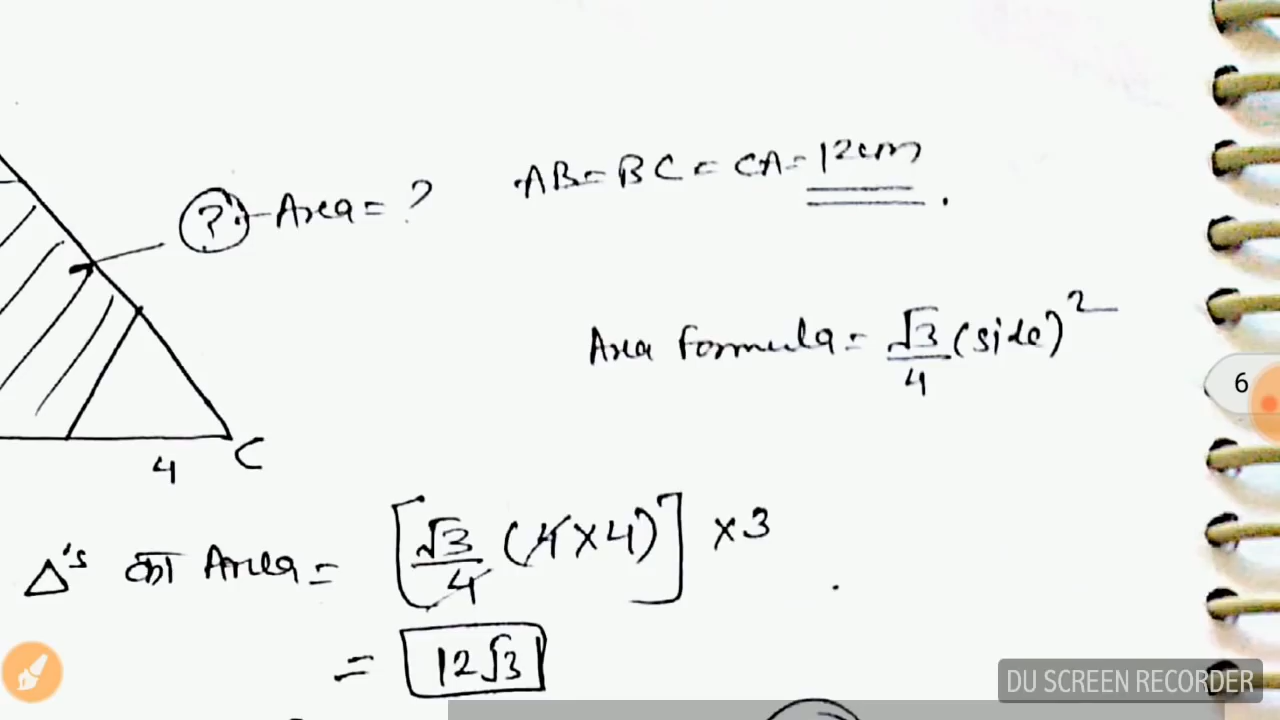 AB = BC = CA = 12cm.
? - Area = ?
Area formula = √3/4 (side)²
4 C
Δ's का Area = [√3/4 (4×4)] ×3
= 12√3
6
DU SCREEN RECORDER